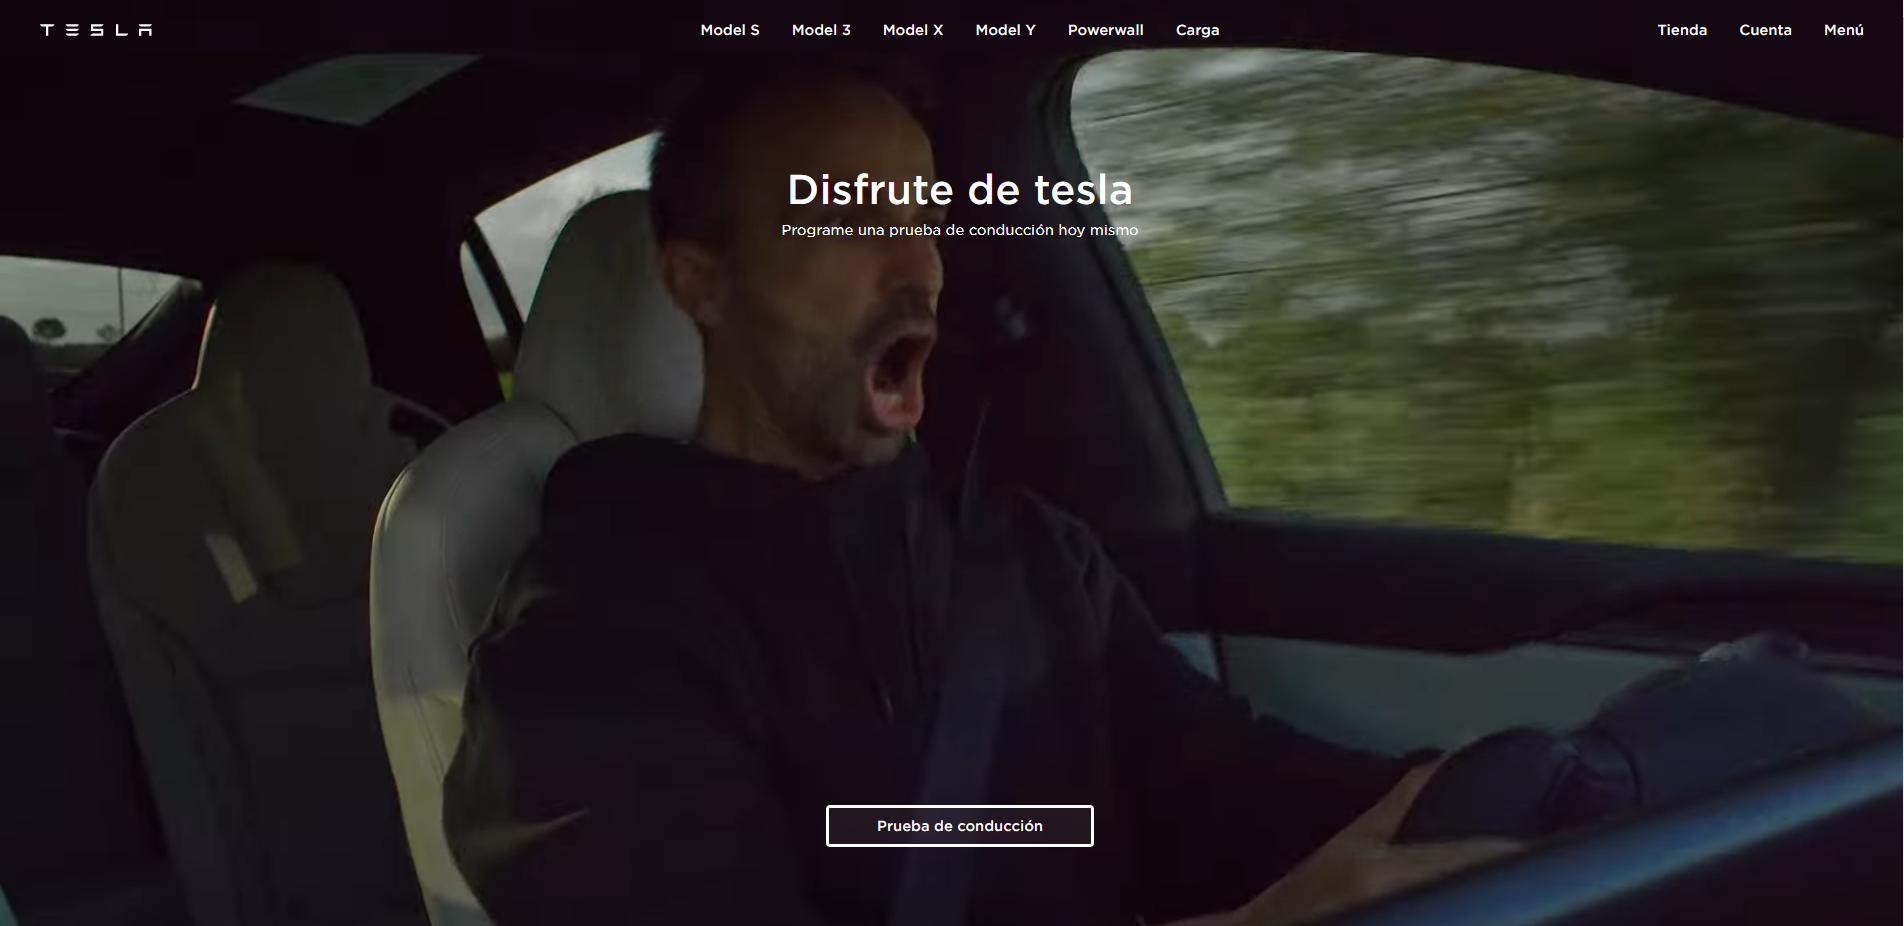 TESLA
Model S
Model 3
Model X
Model Y
Powerwall
Carga
Tienda
Cuenta
Menú
Disfrute de tesla
Programe una prueba de conducción hoy mismo
Prueba de conducción